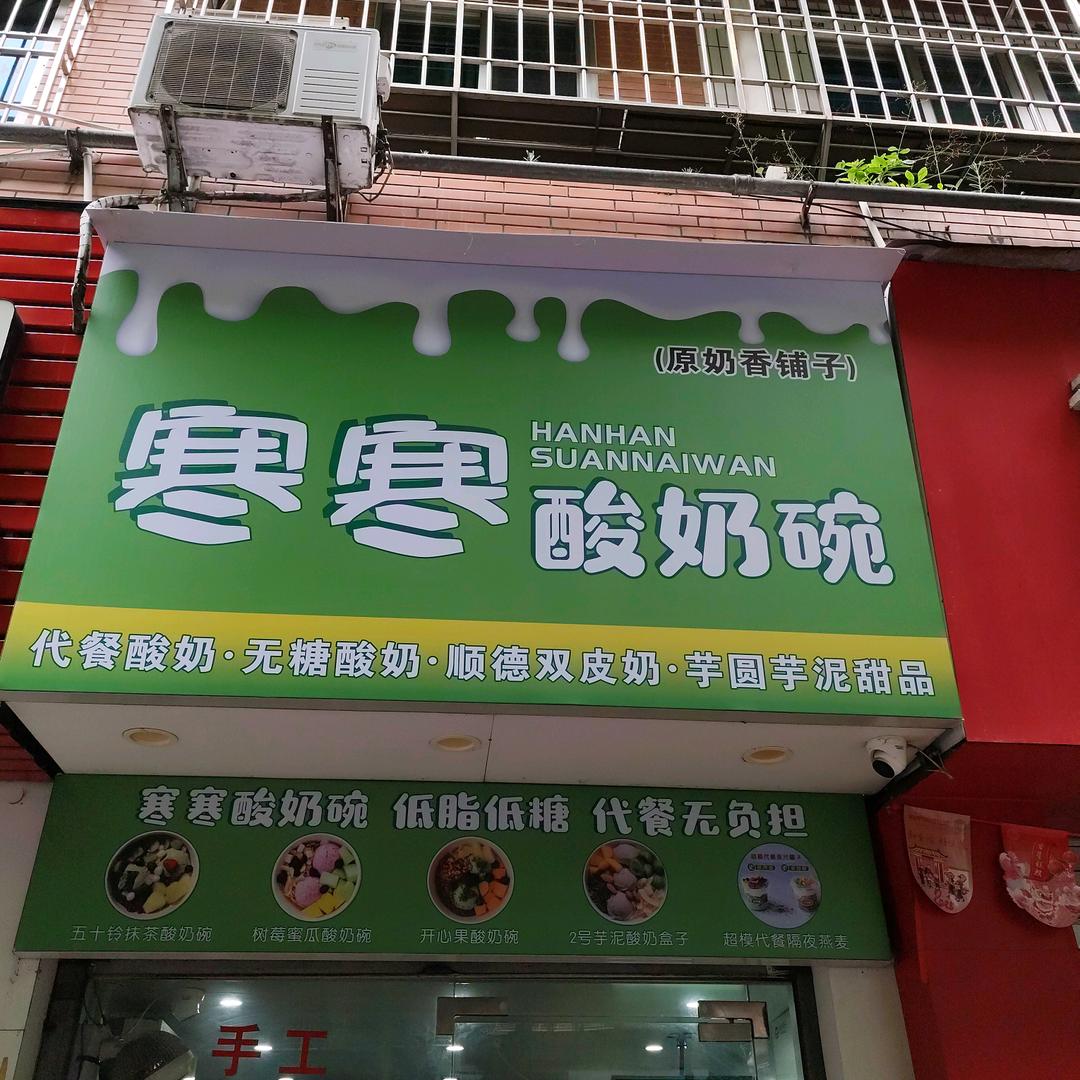 (原奶香铺子)
寒寒
HANHAN
SUANNAIWAN
酸奶碗
代餐酸奶·无糖酸奶·顺德双皮奶·芋圆芋泥甜品
寒寒酸奶碗 低脂低糖 代餐无负担
五十铃抹茶酸奶碗 树莓蜜瓜酸奶碗 开心果酸奶碗 2号芋泥酸奶盒子 超模代餐隔夜燕麦
手工